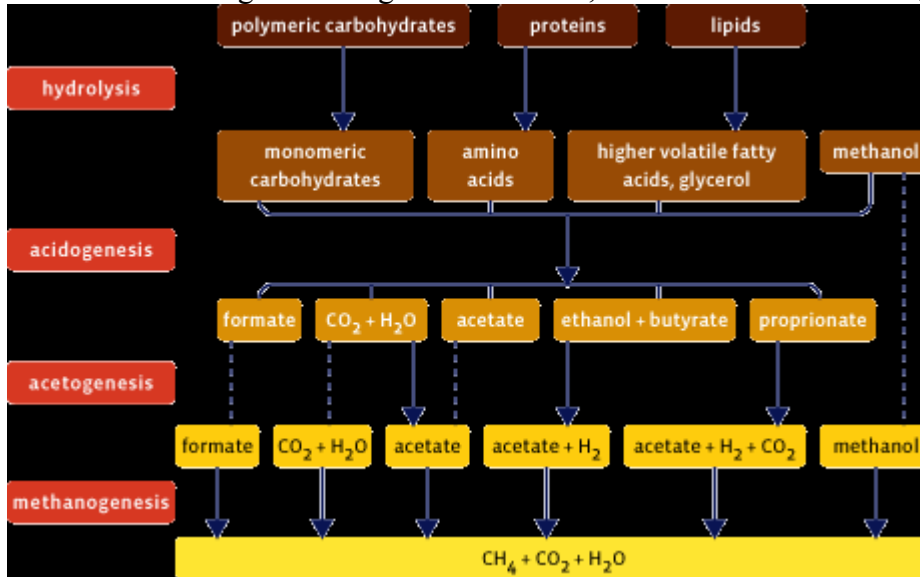 polymeric carbohydrates
proteins
lipids
hydrolysis
monomeric
carbohydrates
amino
acids
higher volatile fatty
acids, glycerol
methanol
acidogenesis
formate
CO₂ + H₂O
acetate
ethanol + butyrate
proprionate
acetogenesis
formate
CO₂ + H₂O
acetate
acetate + H₂
acetate + H₂ + CO₂
methanol
methanogenesis
CH₄ + CO₂ + H₂O